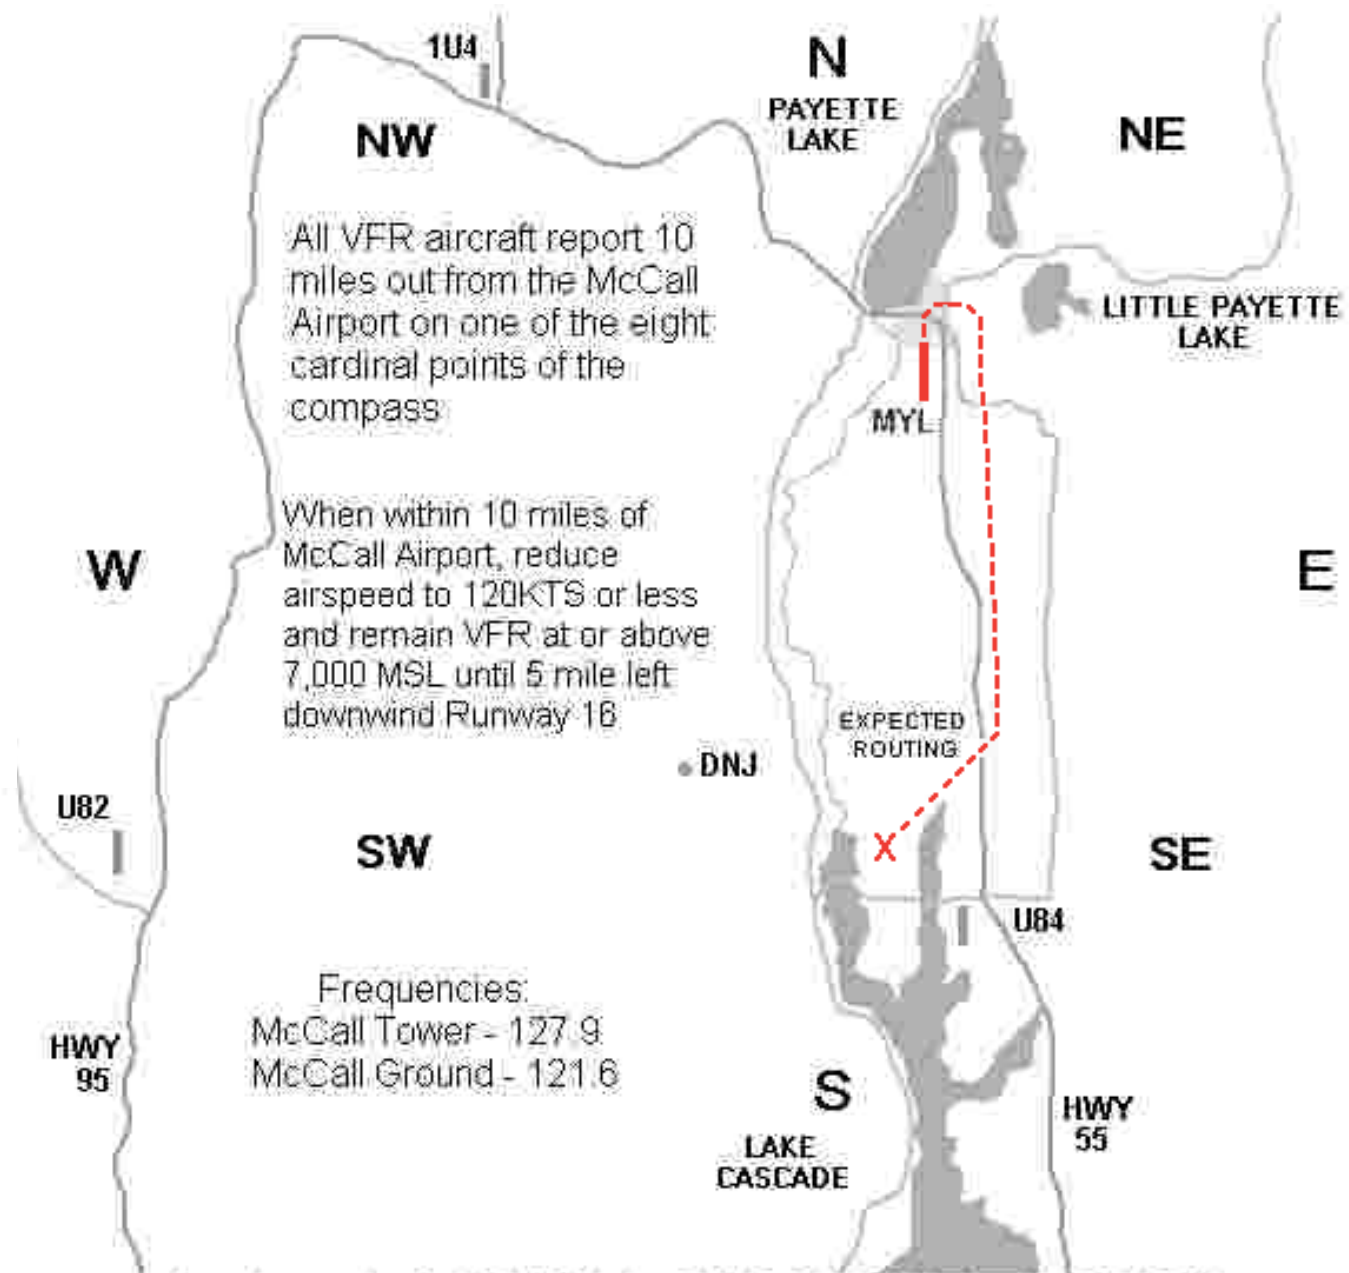 1U4
N
PAYETTE
LAKE
NW
NE
All VFR aircraft report 10
miles out from the McCall
Airport on one of the eight
cardinal points of the
compass
LITTLE PAYETTE
LAKE
MYL
When within 10 miles of
McCall Airport, reduce
airspeed to 120KTS or less
and remain VFR at or above
7,000 MSL until 5 mile left
downwind Runway 16
W
E
EXPECTED
ROUTING
DNJ
U82
SW
X
SE
U84
Frequencies:
McCall Tower - 127.9
McCall Ground - 121.6
HWY
95
S
HWY
55
LAKE
CASCADE